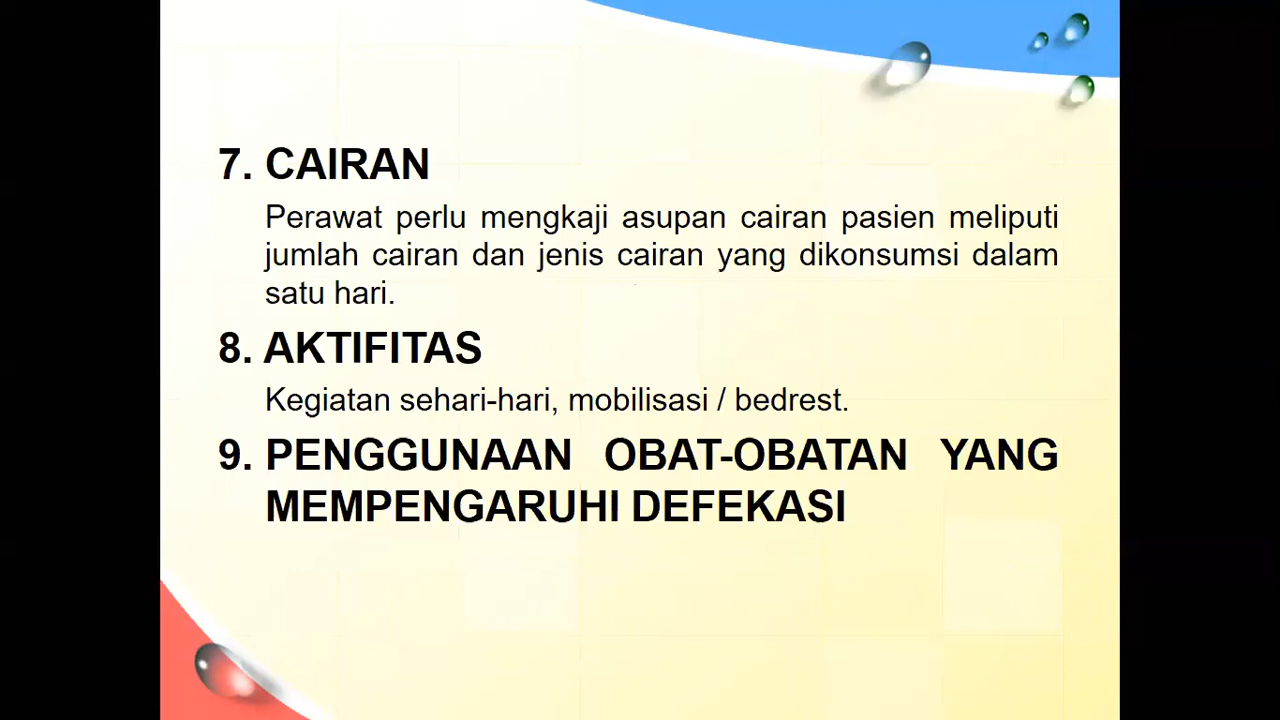 7. CAIRAN
Perawat perlu mengkaji asupan cairan pasien meliputi
jumlah cairan dan jenis cairan yang dikonsumsi dalam
satu hari.
8. AKTIFITAS
Kegiatan sehari-hari, mobilisasi / bedrest.
9. PENGGUNAAN OBAT-OBATAN YANG
MEMPENGARUHI DEFEKASI